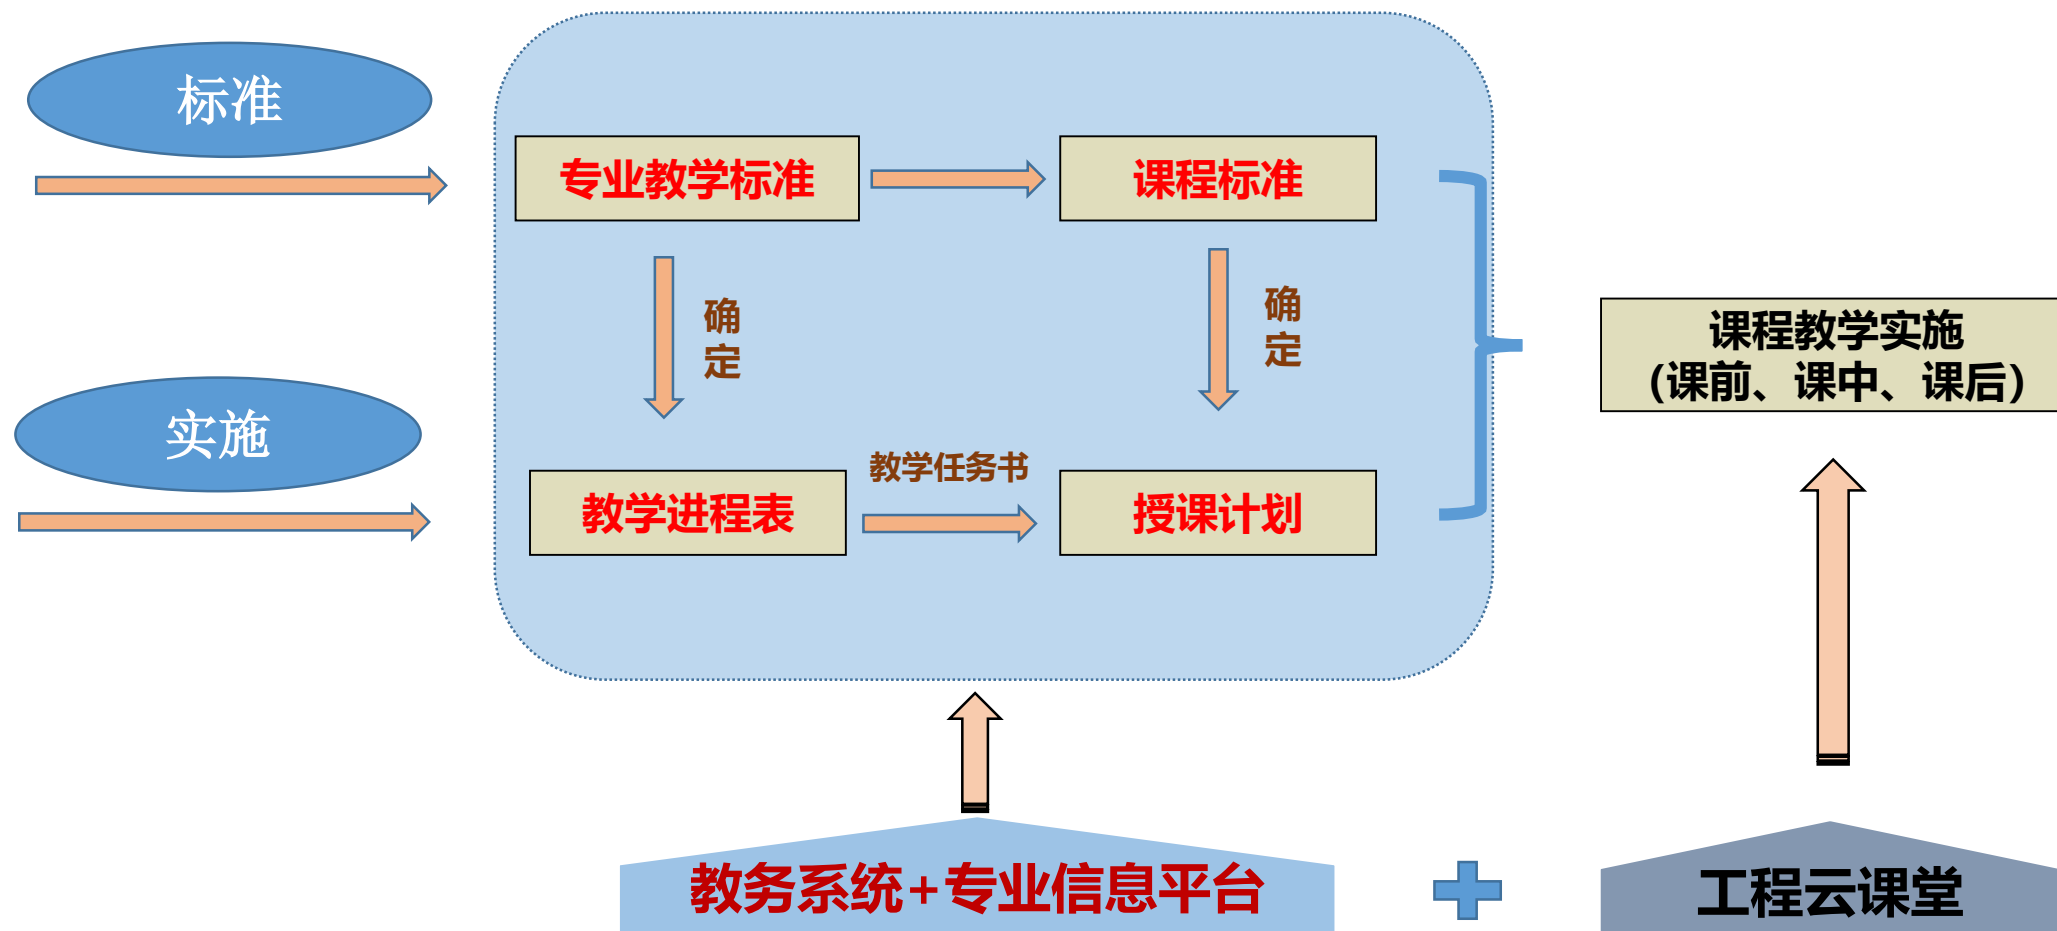 标准
专业教学标准
课程标准
确
定
确
定
课程教学实施
（课前、课中、课后）
实施
教学任务书
教学进程表
授课计划
教务系统+专业信息平台
工程云课堂